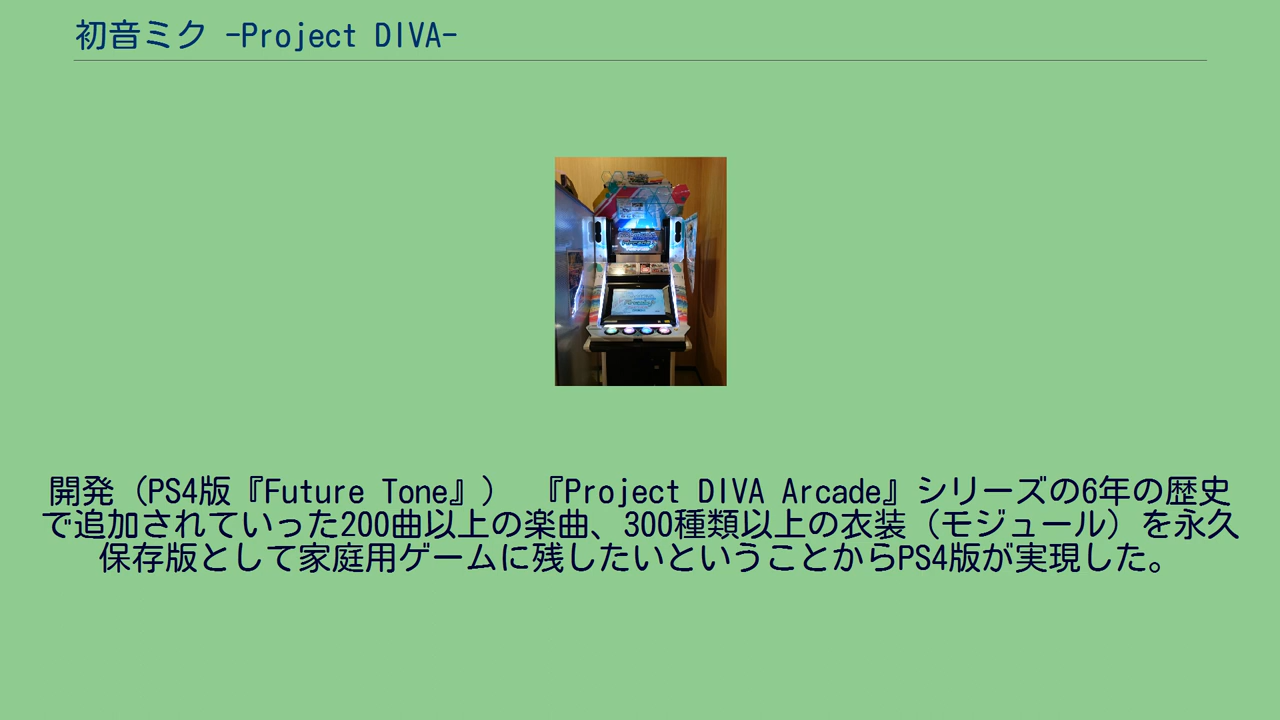 初音ミク -Project DIVA-
開発（PS4版『Future Tone』）　『Project DIVA Arcade』シリーズの6年の歴史
で追加されていった200曲以上の楽曲、300種類以上の衣装（モジュール）を永久
保存版として家庭用ゲームに残したいということからPS4版が実現した。